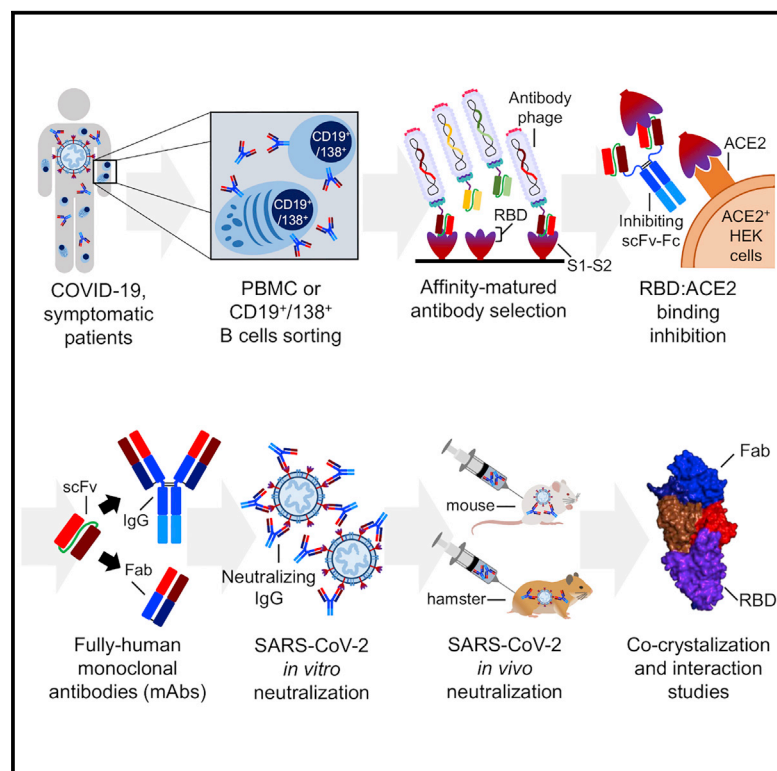 CD19⁺
/138⁺
CD19⁺
/138⁺
COVID-19,
symptomatic
patients
PBMC or
CD19⁺/138⁺
B cells sorting
Antibody
phage
RBD
S1-S2
Affinity-matured
antibody selection
ACE2
Inhibiting
scFv-Fc
ACE2⁺
HEK
cells
RBD:ACE2
binding
inhibition
scFv
IgG
Fab
Fully-human
monoclonal
antibodies (mAbs)
Neutralizing
IgG
SARS-CoV-2
in vitro
neutralization
mouse
hamster
SARS-CoV-2
in vivo
neutralization
Fab
RBD
Co-crystalization
and interaction
studies